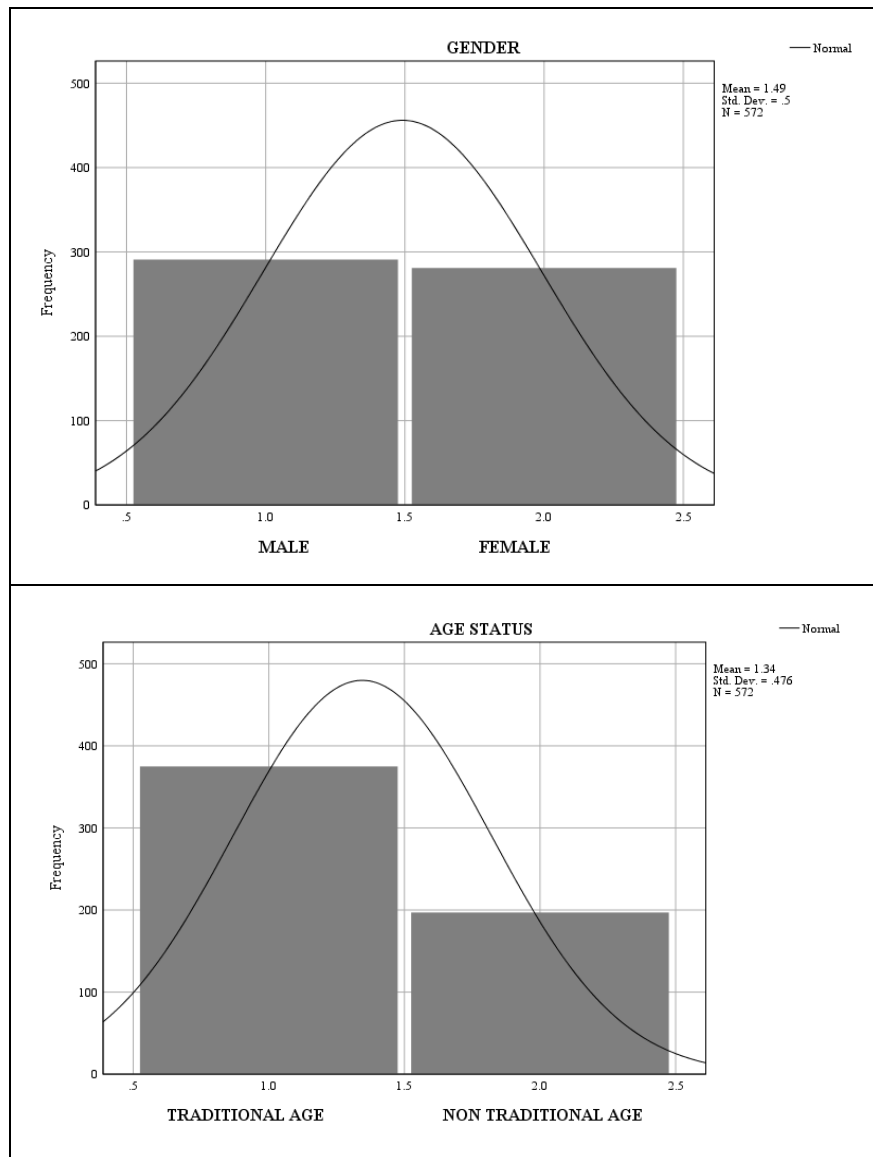 GENDER
Normal
Mean = 1.49
Std. Dev. = .5
N = 572
500
400
300
200
100
0
Frequency
.5 1.0 1.5 2.0 2.5
MALE FEMALE
AGE STATUS
Normal
Mean = 1.34
Std. Dev. = .476
N = 572
500
400
300
200
100
0
Frequency
.5 1.0 1.5 2.0 2.5
TRADITIONAL AGE NON TRADITIONAL AGE